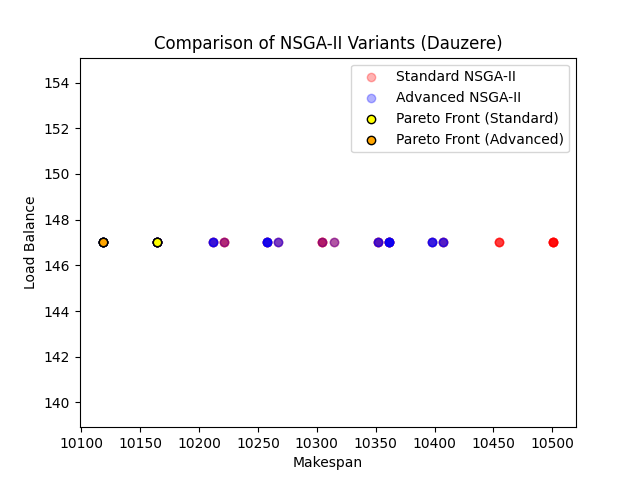 Comparison of NSGA-II Variants (Dauzere)
Standard NSGA-II
Advanced NSGA-II
Pareto Front (Standard)
Pareto Front (Advanced)
Load Balance
154
152
150
148
146
144
142
140
10100 10150 10200 10250 10300 10350 10400 10450 10500
Makespan